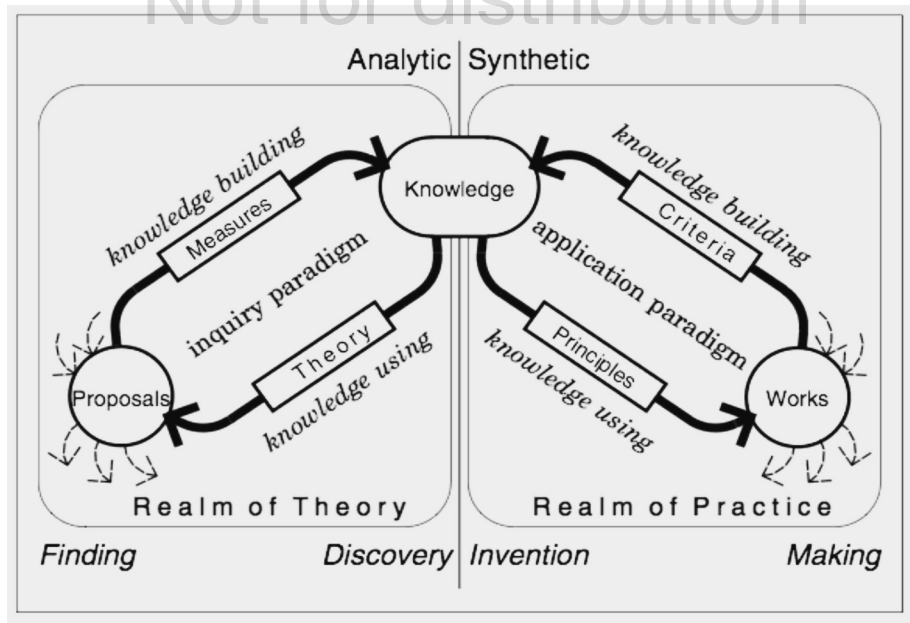 Not for distribution
Analytic Synthetic
knowledge building
Measures
inquiry paradigm
Theory
knowledge using
Proposals
Knowledge
knowledge building
Criteria
application paradigm
Principles
knowledge using
Works
Realm of Theory
Realm of Practice
Finding Discovery Invention Making